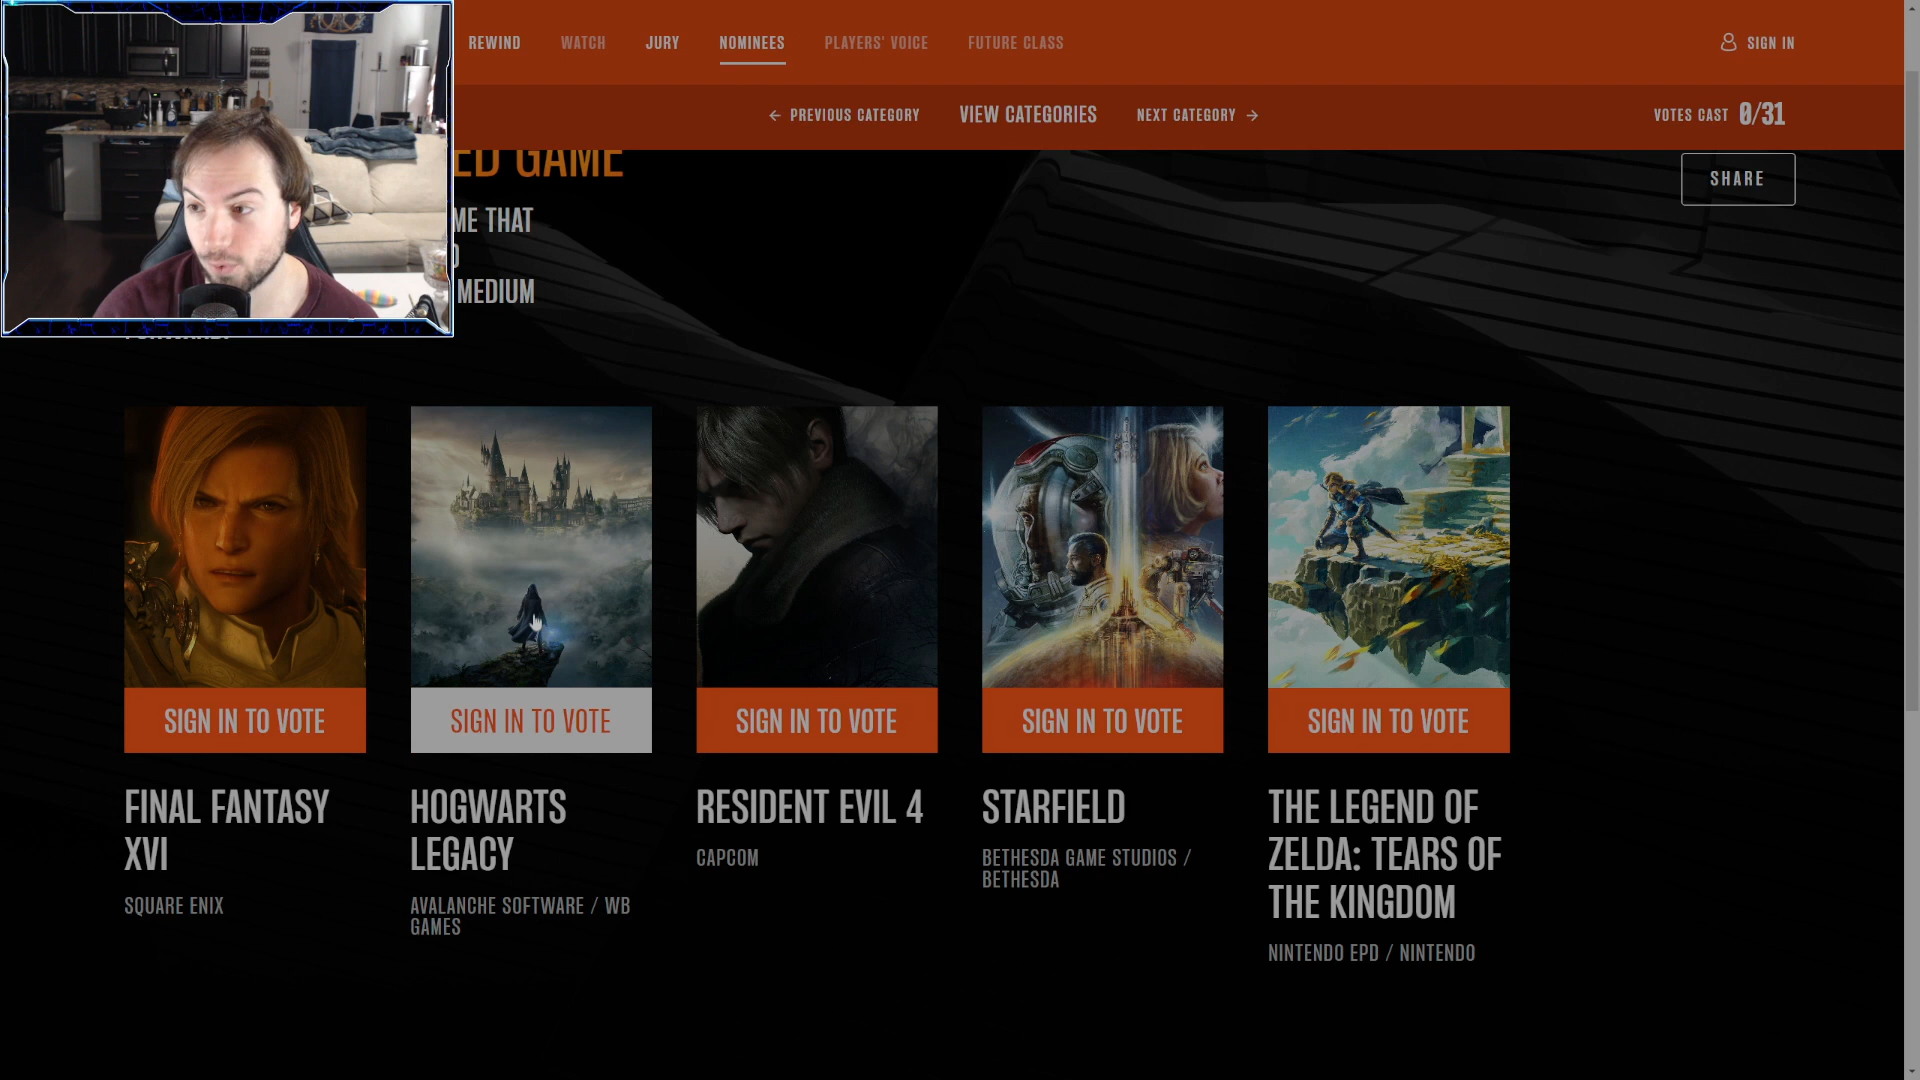 REWIND WATCH JURY NOMINEES PLAYERS' VOICE FUTURE CLASS SIGN IN
← PREVIOUS CATEGORY VIEW CATEGORIES NEXT CATEGORY → VOTES CAST 0/31
GAME
SHARE
ME THAT
MEDIUM
SIGN IN TO VOTE SIGN IN TO VOTE SIGN IN TO VOTE SIGN IN TO VOTE SIGN IN TO VOTE
FINAL FANTASY
XVI
SQUARE ENIX
HOGWARTS
LEGACY
AVALANCHE SOFTWARE / WB
GAMES
RESIDENT EVIL 4
CAPCOM
STARFIELD
BETHESDA GAME STUDIOS /
BETHESDA
THE LEGEND OF
ZELDA: TEARS OF
THE KINGDOM
NINTENDO EPD / NINTENDO